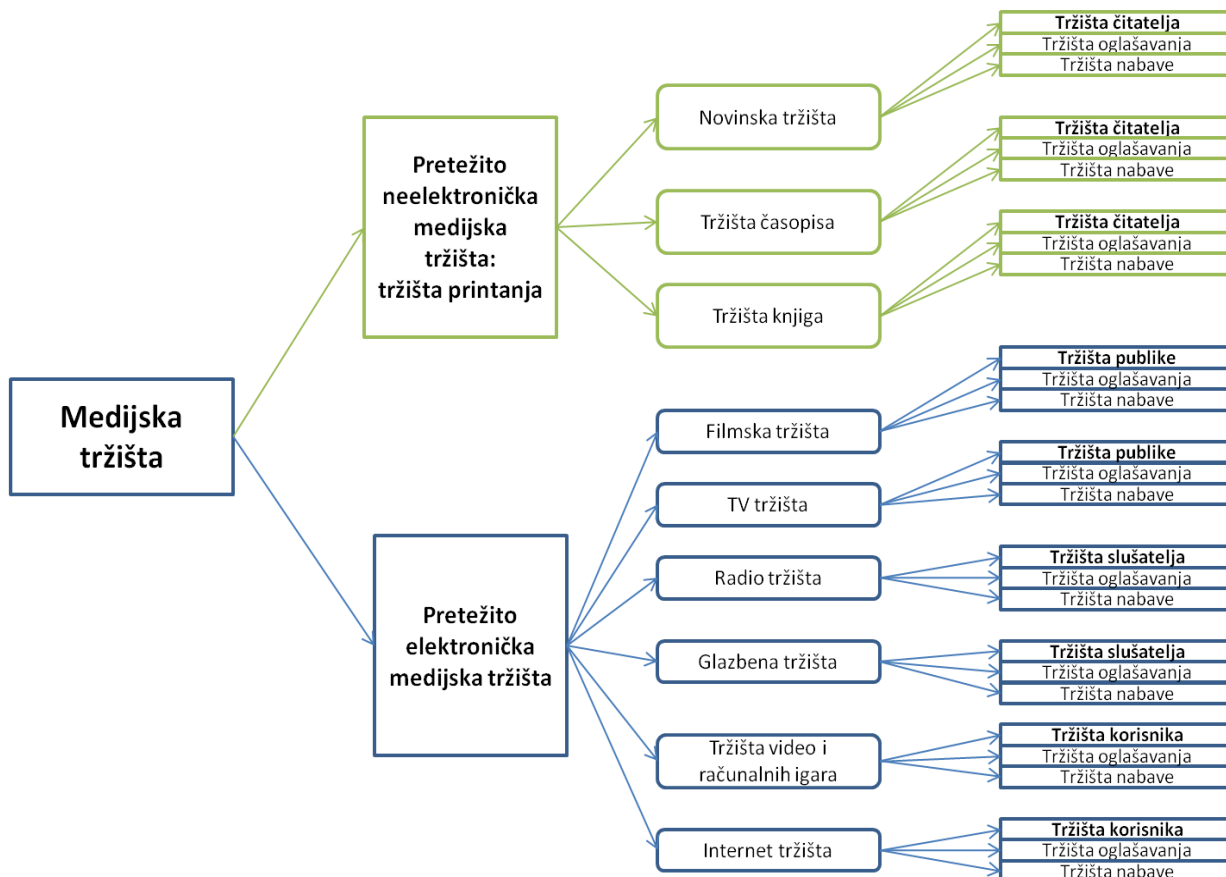 Medijska
tržišta
Pretežito
neelektronička
medijska
tržišta:
tržišta printanja
Novinska tržišta
Tržišta čitatelja
Tržišta oglašavanja
Tržišta nabave
Tržišta časopisa
Tržišta čitatelja
Tržišta oglašavanja
Tržišta nabave
Tržišta knjiga
Tržišta čitatelja
Tržišta oglašavanja
Tržišta nabave
Pretežito
elektronička
medijska tržišta
Filmska tržišta
Tržišta publike
Tržišta oglašavanja
Tržišta nabave
TV tržišta
Tržišta publike
Tržišta oglašavanja
Tržišta nabave
Radio tržišta
Tržišta slušatelja
Tržišta oglašavanja
Tržišta nabave
Glazbena tržišta
Tržišta slušatelja
Tržišta oglašavanja
Tržišta nabave
Tržišta video i
računalnih igara
Tržišta korisnika
Tržišta oglašavanja
Tržišta nabave
Internet tržišta
Tržišta korisnika
Tržišta oglašavanja
Tržišta nabave